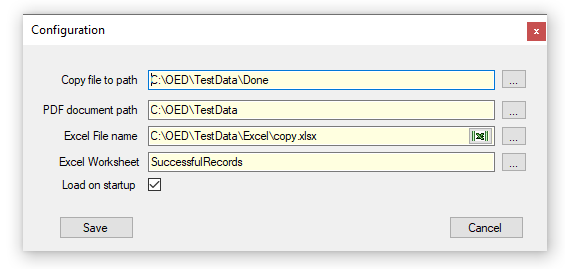 Configuration
x
Copy file to path C:\OED\TestData\Done ...
PDF document path C:\OED\TestData ...
Excel File name C:\OED\TestData\Excel\copy.xlsx ...
Excel Worksheet SuccessfulRecords ...
Load on startup
Save Cancel